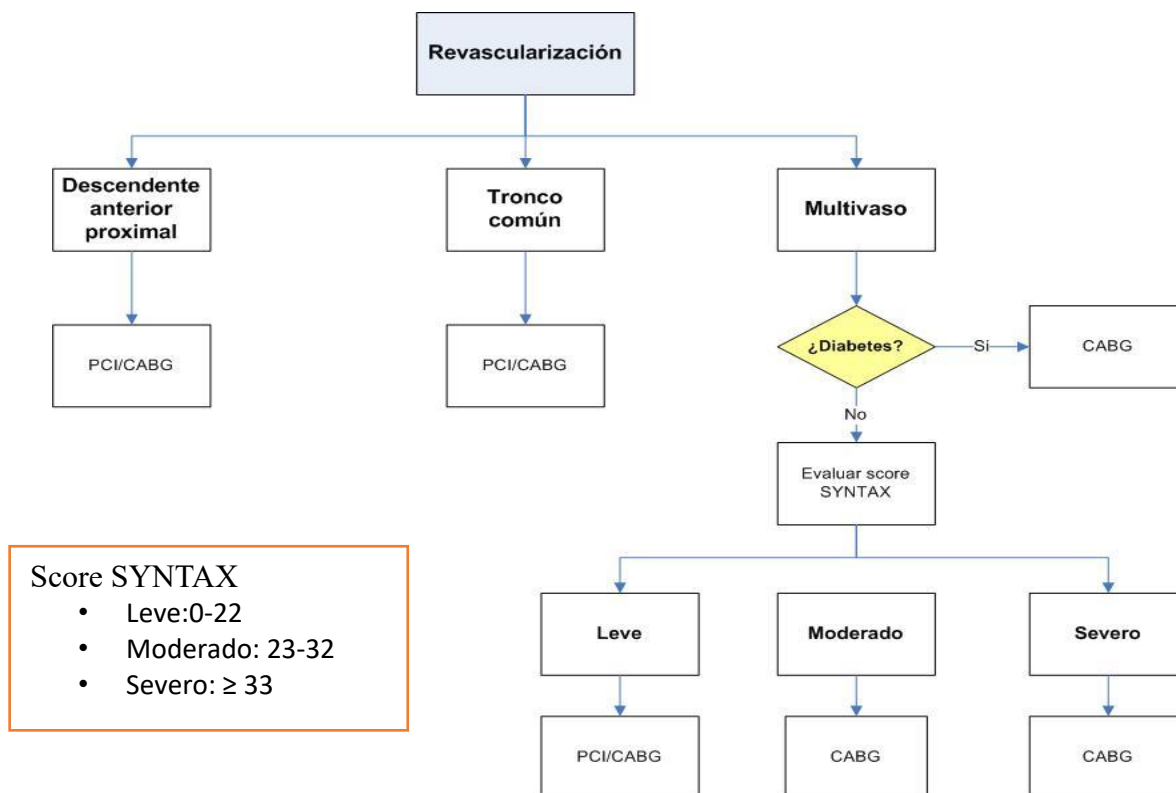 Revascularización
Descendente
anterior
proximal
Tronco
común
Multivaso
PCI/CABG
PCI/CABG
¿Diabetes?
Si
CABG
No
Evaluar score
SYNTAX
Score SYNTAX
• Leve:0-22
• Moderado: 23-32
• Severo: ≥ 33
Leve
Moderado
Severo
PCI/CABG
CABG
CABG